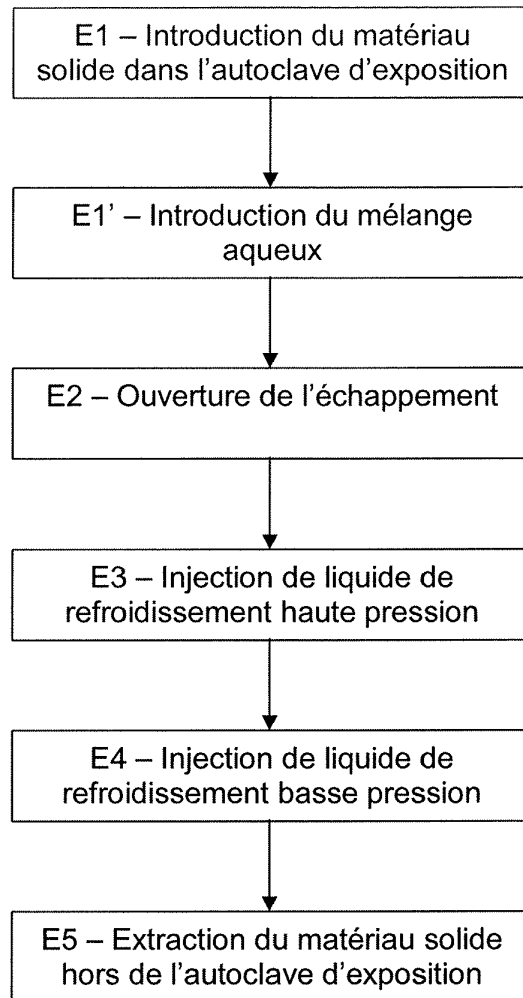 E1 – Introduction du matériau
solide dans l’autoclave d’exposition
E1’ – Introduction du mélange
aqueux
E2 – Ouverture de l’échappement
E3 – Injection de liquide de
refroidissement haute pression
E4 – Injection de liquide de
refroidissement basse pression
E5 – Extraction du matériau solide
hors de l’autoclave d’exposition